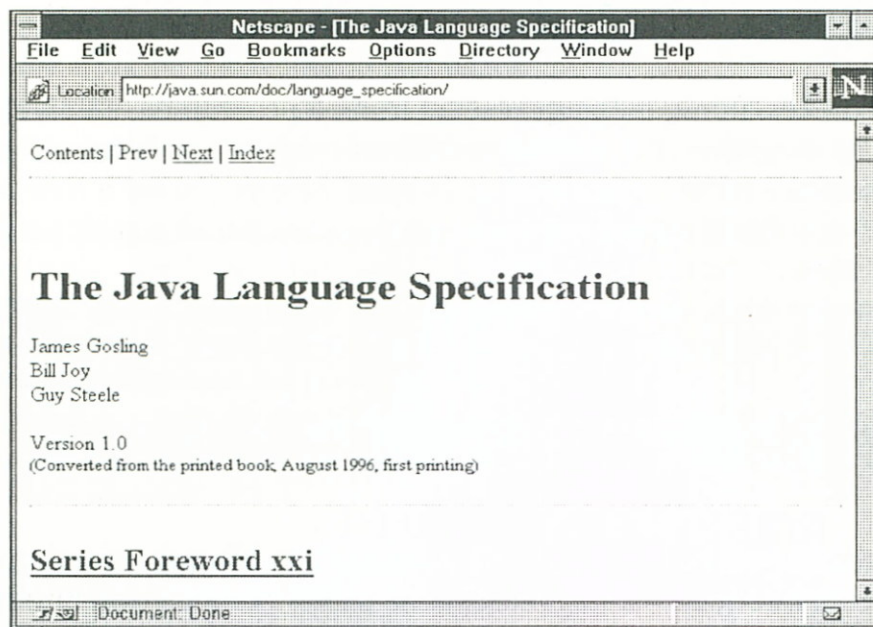 Netscape - [The Java Language Specification]
File Edit View Go Bookmarks Options Directory Window Help
Location http://java.sun.com/doc/language_specification/
N
Contents | Prev | Next | Index
The Java Language Specification
James Gosling
Bill Joy
Guy Steele
Version 1.0
(Converted from the printed book, August 1996, first printing)
Series Foreword xxi
Document: Done